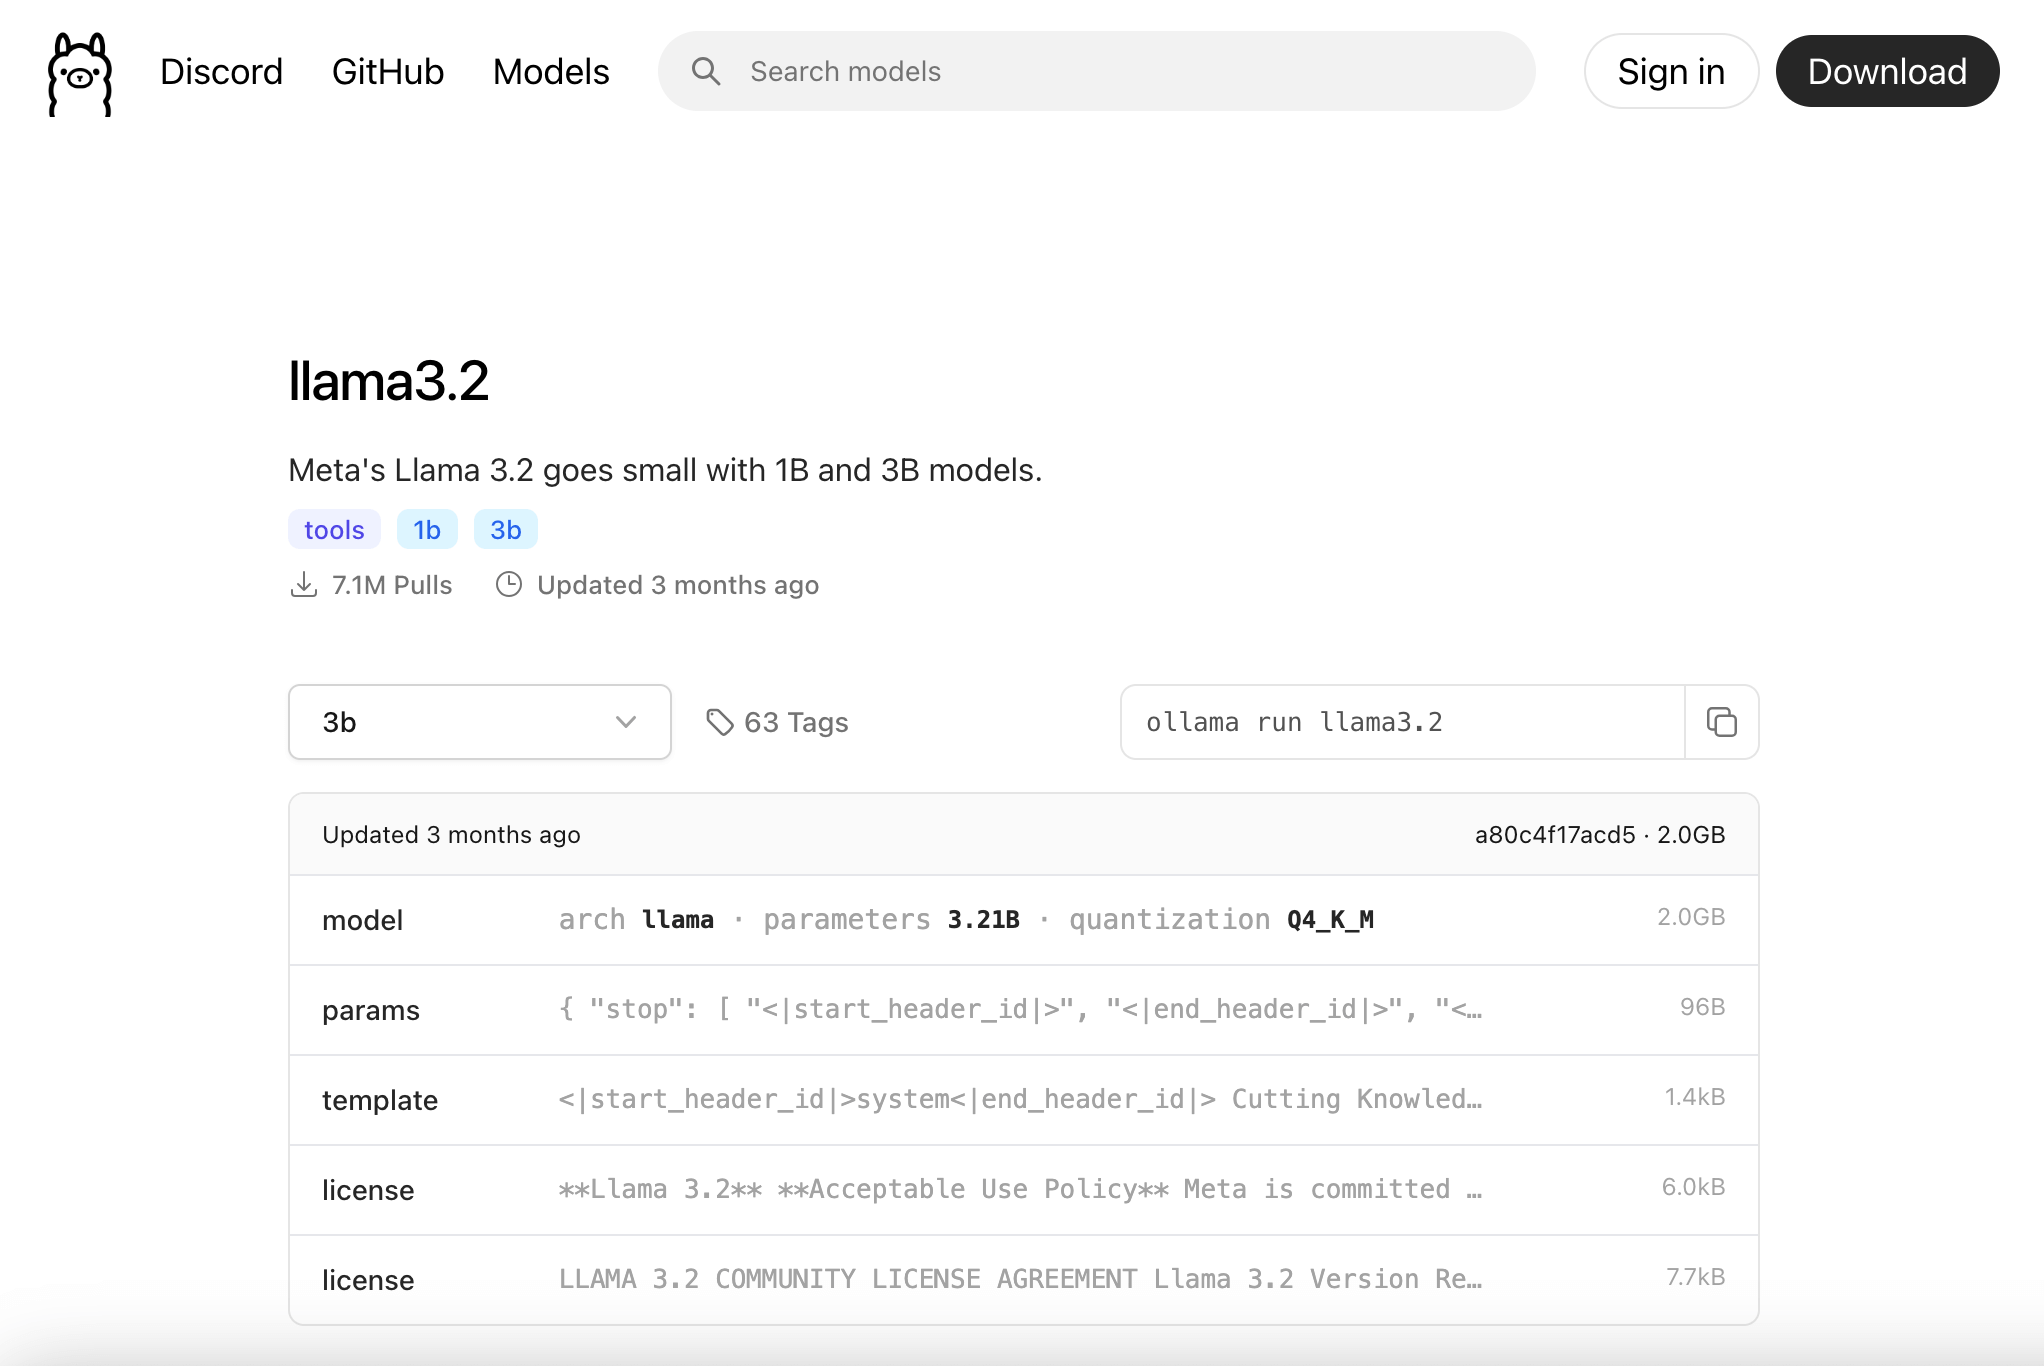 Discord GitHub Models Search models Sign in Download
llama3.2
Meta's Llama 3.2 goes small with 1B and 3B models.
tools 1b 3b
7.1M Pulls Updated 3 months ago
3b 63 Tags ollama run llama3.2
Updated 3 months ago a80c4f17acd5 · 2.0GB
model arch llama · parameters 3.21B · quantization Q4_K_M 2.0GB
params { "stop": [ "<|start_header_id|>", "<|end_header_id|>", "<… 96B
template <|start_header_id|>system<|end_header_id|> Cutting Knowled… 1.4kB
license **Llama 3.2** **Acceptable Use Policy** Meta is committed … 6.0kB
license LLAMA 3.2 COMMUNITY LICENSE AGREEMENT Llama 3.2 Version Re… 7.7kB